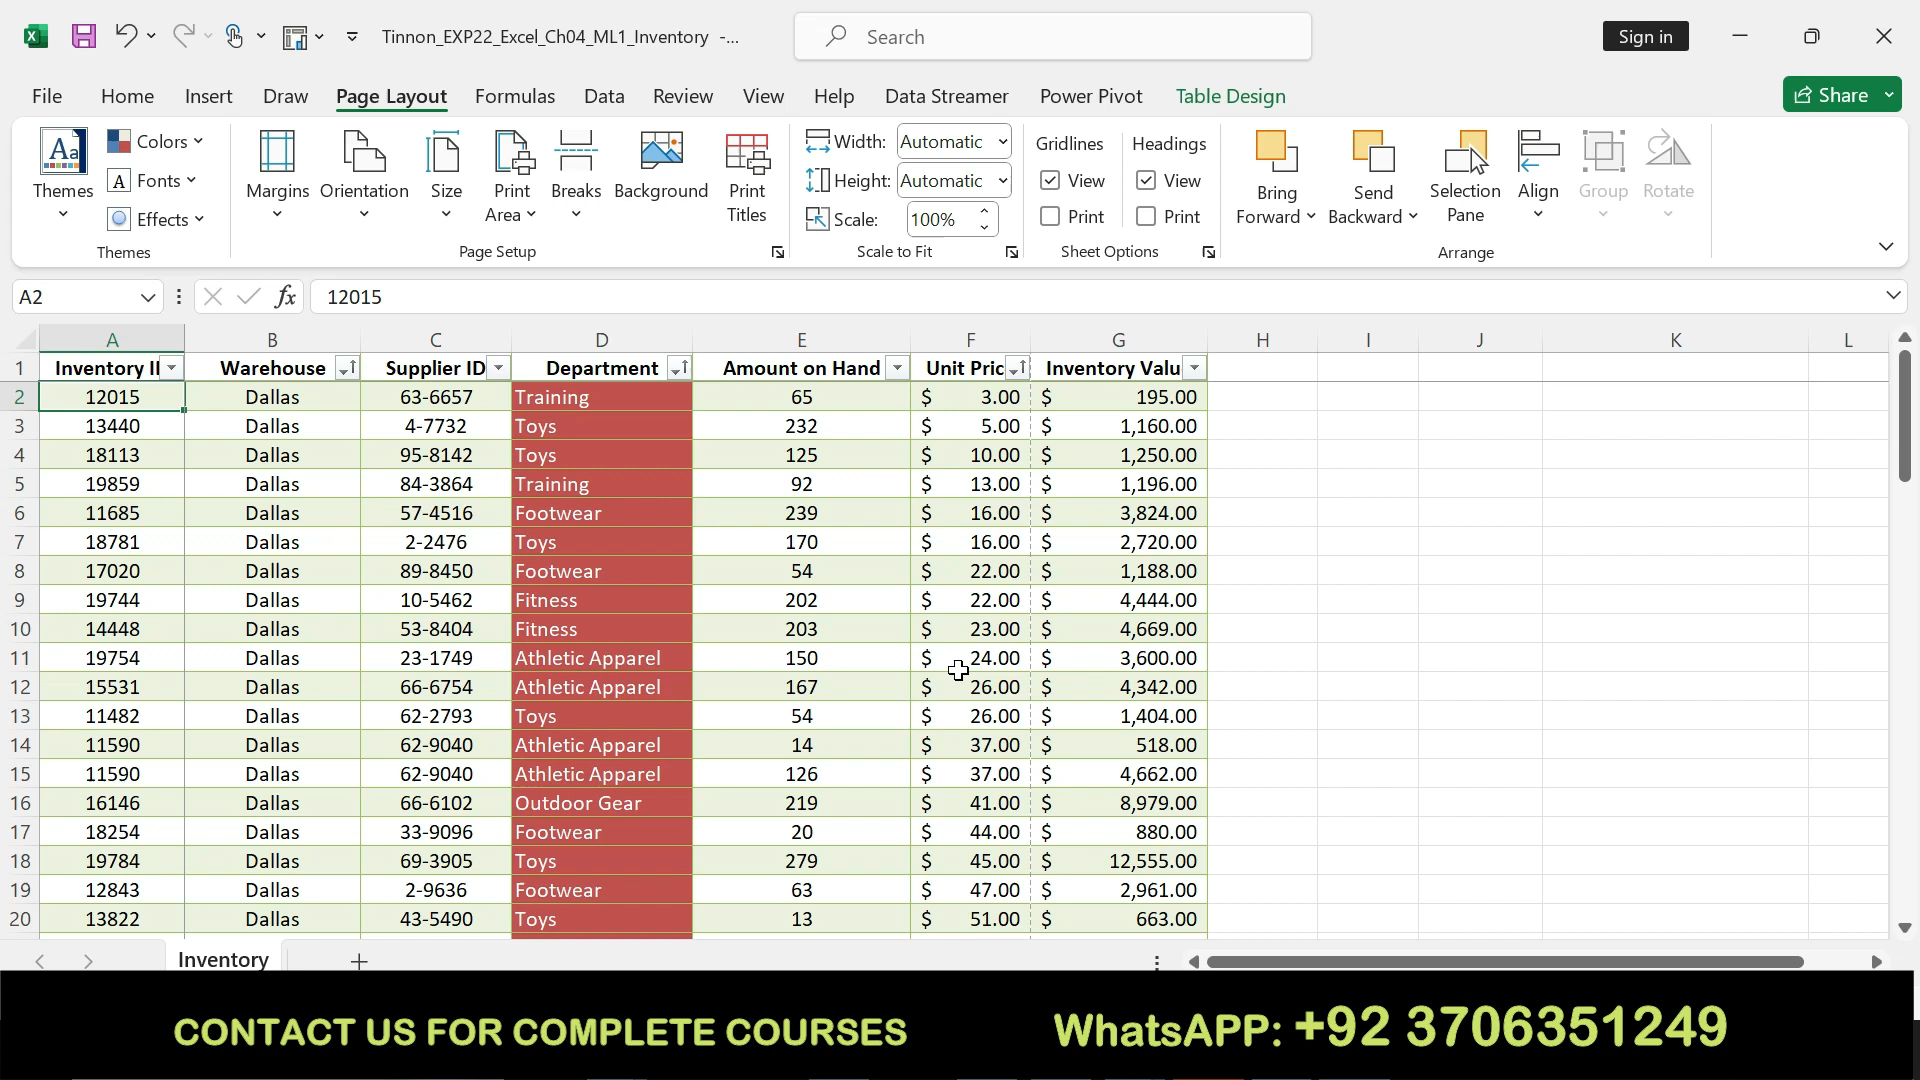 Tinnon_EXP22_Excel_Ch04_ML1_Inventory -...
Search
Sign in
File Home Insert Draw Page Layout Formulas Data Review View Help Data Streamer Power Pivot Table Design
Share
Themes
Colors
Fonts
Effects
Themes
Margins
Orientation
Size
Print Area
Breaks
Background
Print Titles
Page Setup
Width: Automatic
Height: Automatic
Scale: 100%
Scale to Fit
Gridlines
View
Print
Headings
View
Print
Sheet Options
Bring Forward
Send Backward
Selection Pane
Align
Group
Rotate
Arrange
A2
fx
12015
A B C D E F G H I J K L
1 Inventory II Warehouse Supplier ID Department Amount on Hand Unit Pric Inventory Valu
2 12015 Dallas 63-6657 Training 65 $ 3.00 $ 195.00
3 13440 Dallas 4-7732 Toys 232 $ 5.00 $ 1,160.00
4 18113 Dallas 95-8142 Toys 125 $ 10.00 $ 1,250.00
5 19859 Dallas 84-3864 Training 92 $ 13.00 $ 1,196.00
6 11685 Dallas 57-4516 Footwear 239 $ 16.00 $ 3,824.00
7 18781 Dallas 2-2476 Toys 170 $ 16.00 $ 2,720.00
8 17020 Dallas 89-8450 Footwear 54 $ 22.00 $ 1,188.00
9 19744 Dallas 10-5462 Fitness 202 $ 22.00 $ 4,444.00
10 14448 Dallas 53-8404 Fitness 203 $ 23.00 $ 4,669.00
11 19754 Dallas 23-1749 Athletic Apparel 150 $ 24.00 $ 3,600.00
12 15531 Dallas 66-6754 Athletic Apparel 167 $ 26.00 $ 4,342.00
13 11482 Dallas 62-2793 Toys 54 $ 26.00 $ 1,404.00
14 11590 Dallas 62-9040 Athletic Apparel 14 $ 37.00 $ 518.00
15 11590 Dallas 62-9040 Athletic Apparel 126 $ 37.00 $ 4,662.00
16 16146 Dallas 66-6102 Outdoor Gear 219 $ 41.00 $ 8,979.00
17 18254 Dallas 33-9096 Footwear 20 $ 44.00 $ 880.00
18 19784 Dallas 69-3905 Toys 279 $ 45.00 $ 12,555.00
19 12843 Dallas 2-9636 Footwear 63 $ 47.00 $ 2,961.00
20 13822 Dallas 43-5490 Toys 13 $ 51.00 $ 663.00
Inventory
CONTACT US FOR COMPLETE COURSES WhatsAPP: +92 3706351249